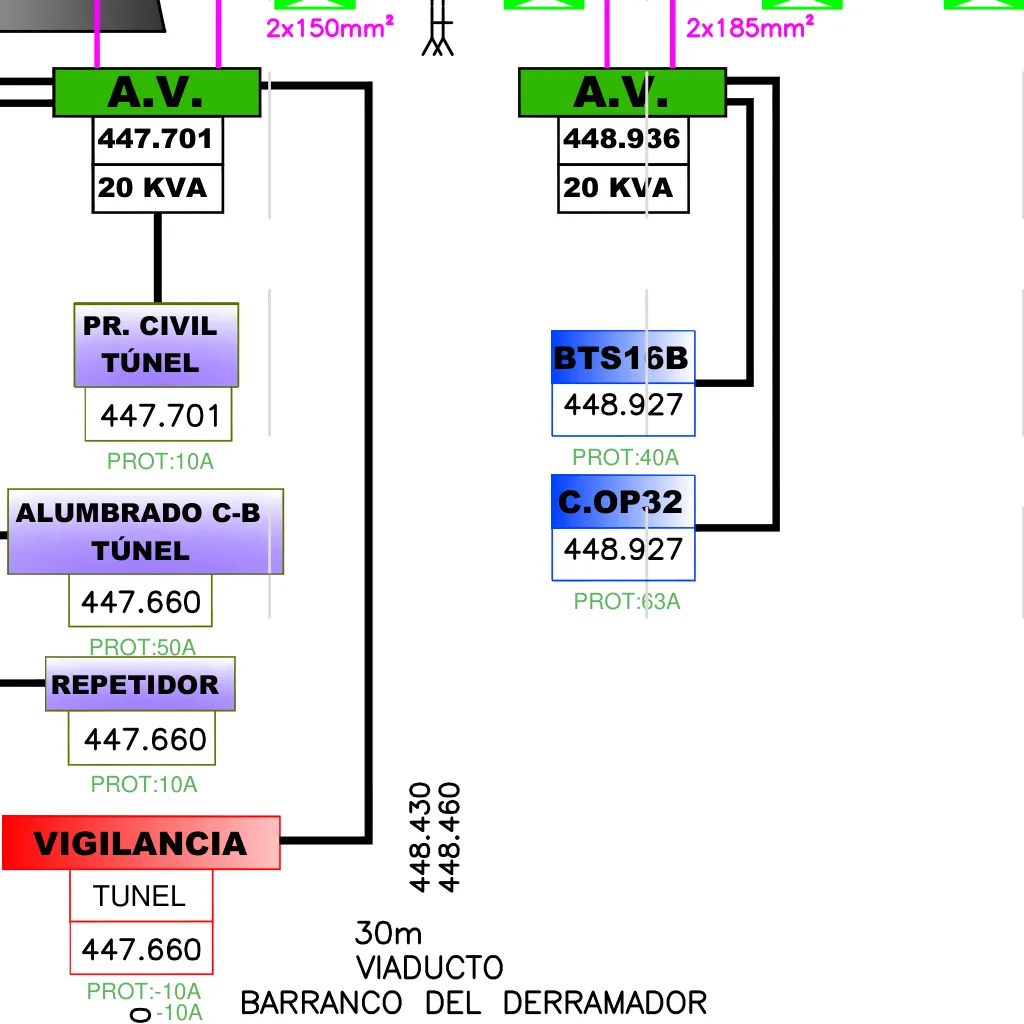 2x150mm²
2x185mm²
A.V.
447.701
20 KVA
A.V.
448.936
20 KVA
PR. CIVIL
TÚNEL
447.701
PROT:10A
BTS16B
448.927
PROT:40A
ALUMBRADO C-B
TÚNEL
447.660
PROT:50A
C.OP32
448.927
PROT:63A
REPETIDOR
447.660
PROT:10A
VIGILANCIA
TUNEL
447.660
PROT:-10A
-10A
448.430
448.460
30m
VIADUCTO
BARRANCO DEL DERRAMADOR